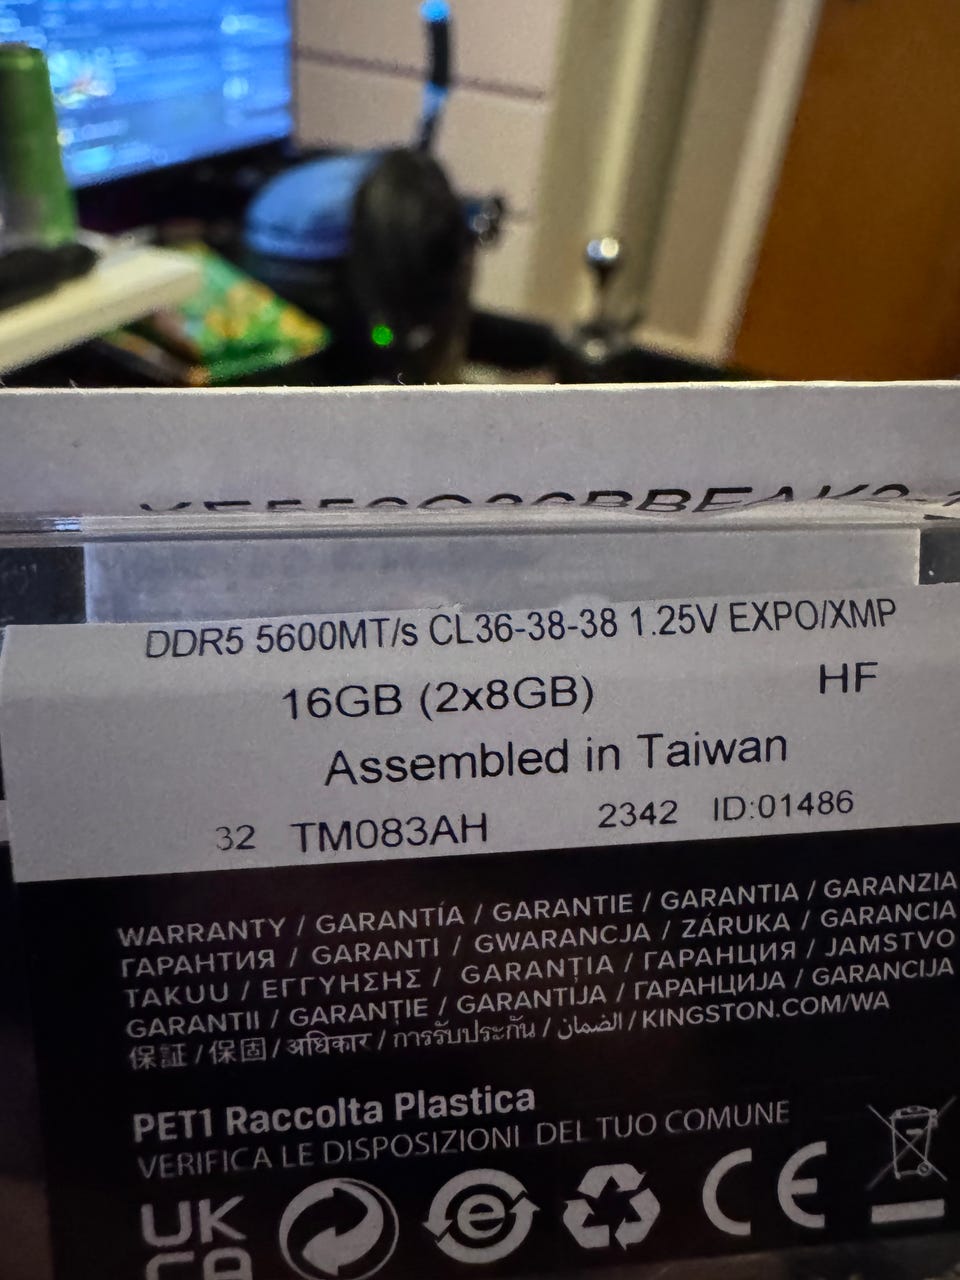 DDR5 5600MT/s CL36-38-38 1.25V EXPO/XMP
16GB (2x8GB) HF
Assembled in Taiwan
32 TM083AH 2342 ID:01486
WARRANTY / GARANTÍA / GARANTIE / GARANTIA / GARANZIA
ГАРАНТИЯ / GARANTI / GWARANCJA / ZÁRUKA / GARANCIA
TAKUU / ΕΓΓΥΗΣΗΣ / GARANȚIA / ГАРАНЦИЯ / JAMSTVO
GARANTII / GARANȚIE / GARANTIJA / ГАРАНЦИЈА / GARANCIJA
保証 / 保固 / अधिकार / การรับประกัน / الضمان / KINGSTON.COM/WA
PET1 Raccolta Plastica
VERIFICA LE DISPOSIZIONI DEL TUO COMUNE
UK
CA
e
CE